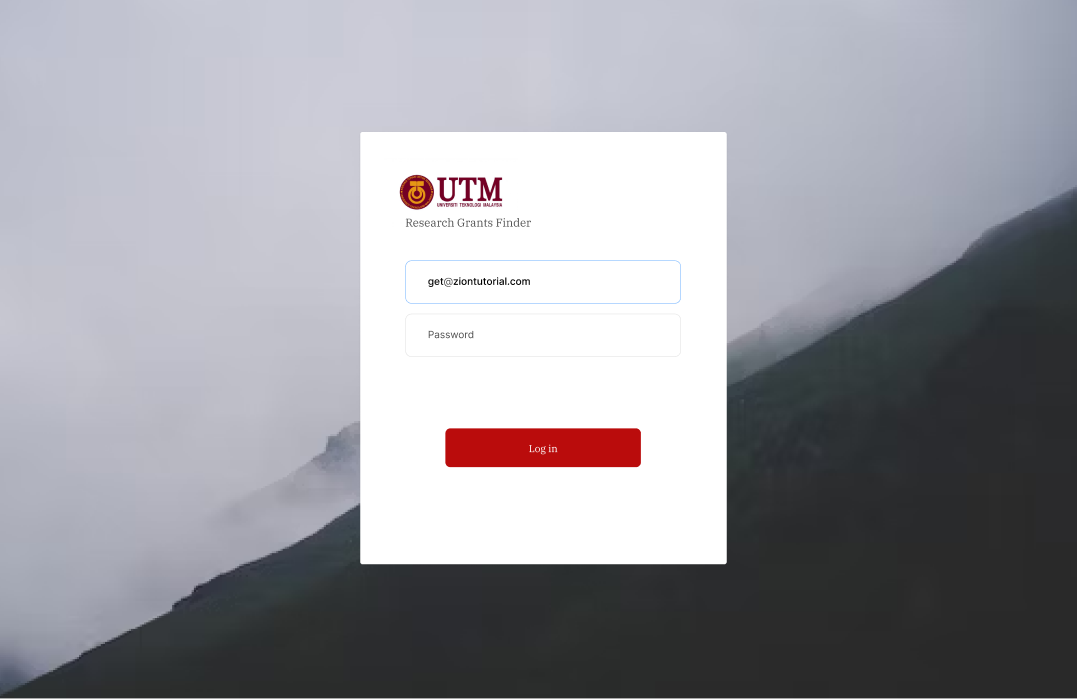 UTM
UNIVERSITI TEKNOLOGI MALAYSIA
Research Grants Finder
get@ziontutorial.com
Password
Log in